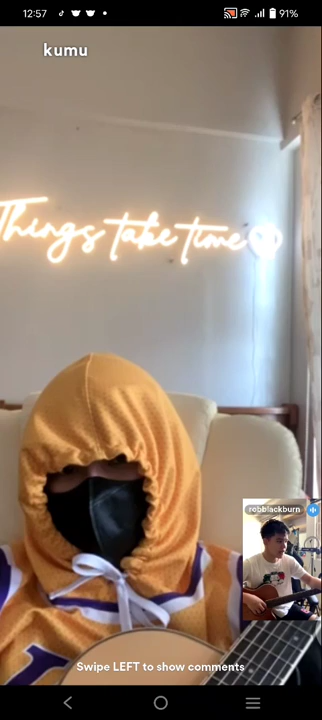 12:57
91%
kumu
Things take time
robblackburn
Swipe LEFT to show comments